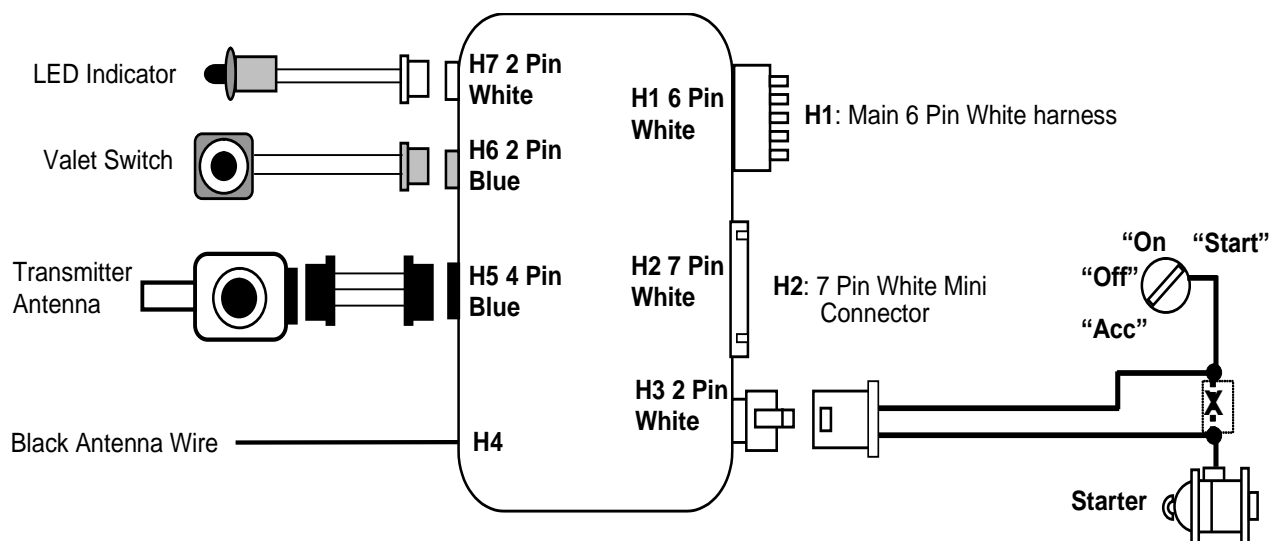 LED Indicator
H7 2 Pin
White
Valet Switch
H6 2 Pin
Blue
Transmitter
Antenna
H5 4 Pin
Blue
Black Antenna Wire
H4
H1 6 Pin
White
H1: Main 6 Pin White harness
H2 7 Pin
White
H2: 7 Pin White Mini
Connector
H3 2 Pin
White
“On
“Start”
“Off”
“Acc”
X
Starter